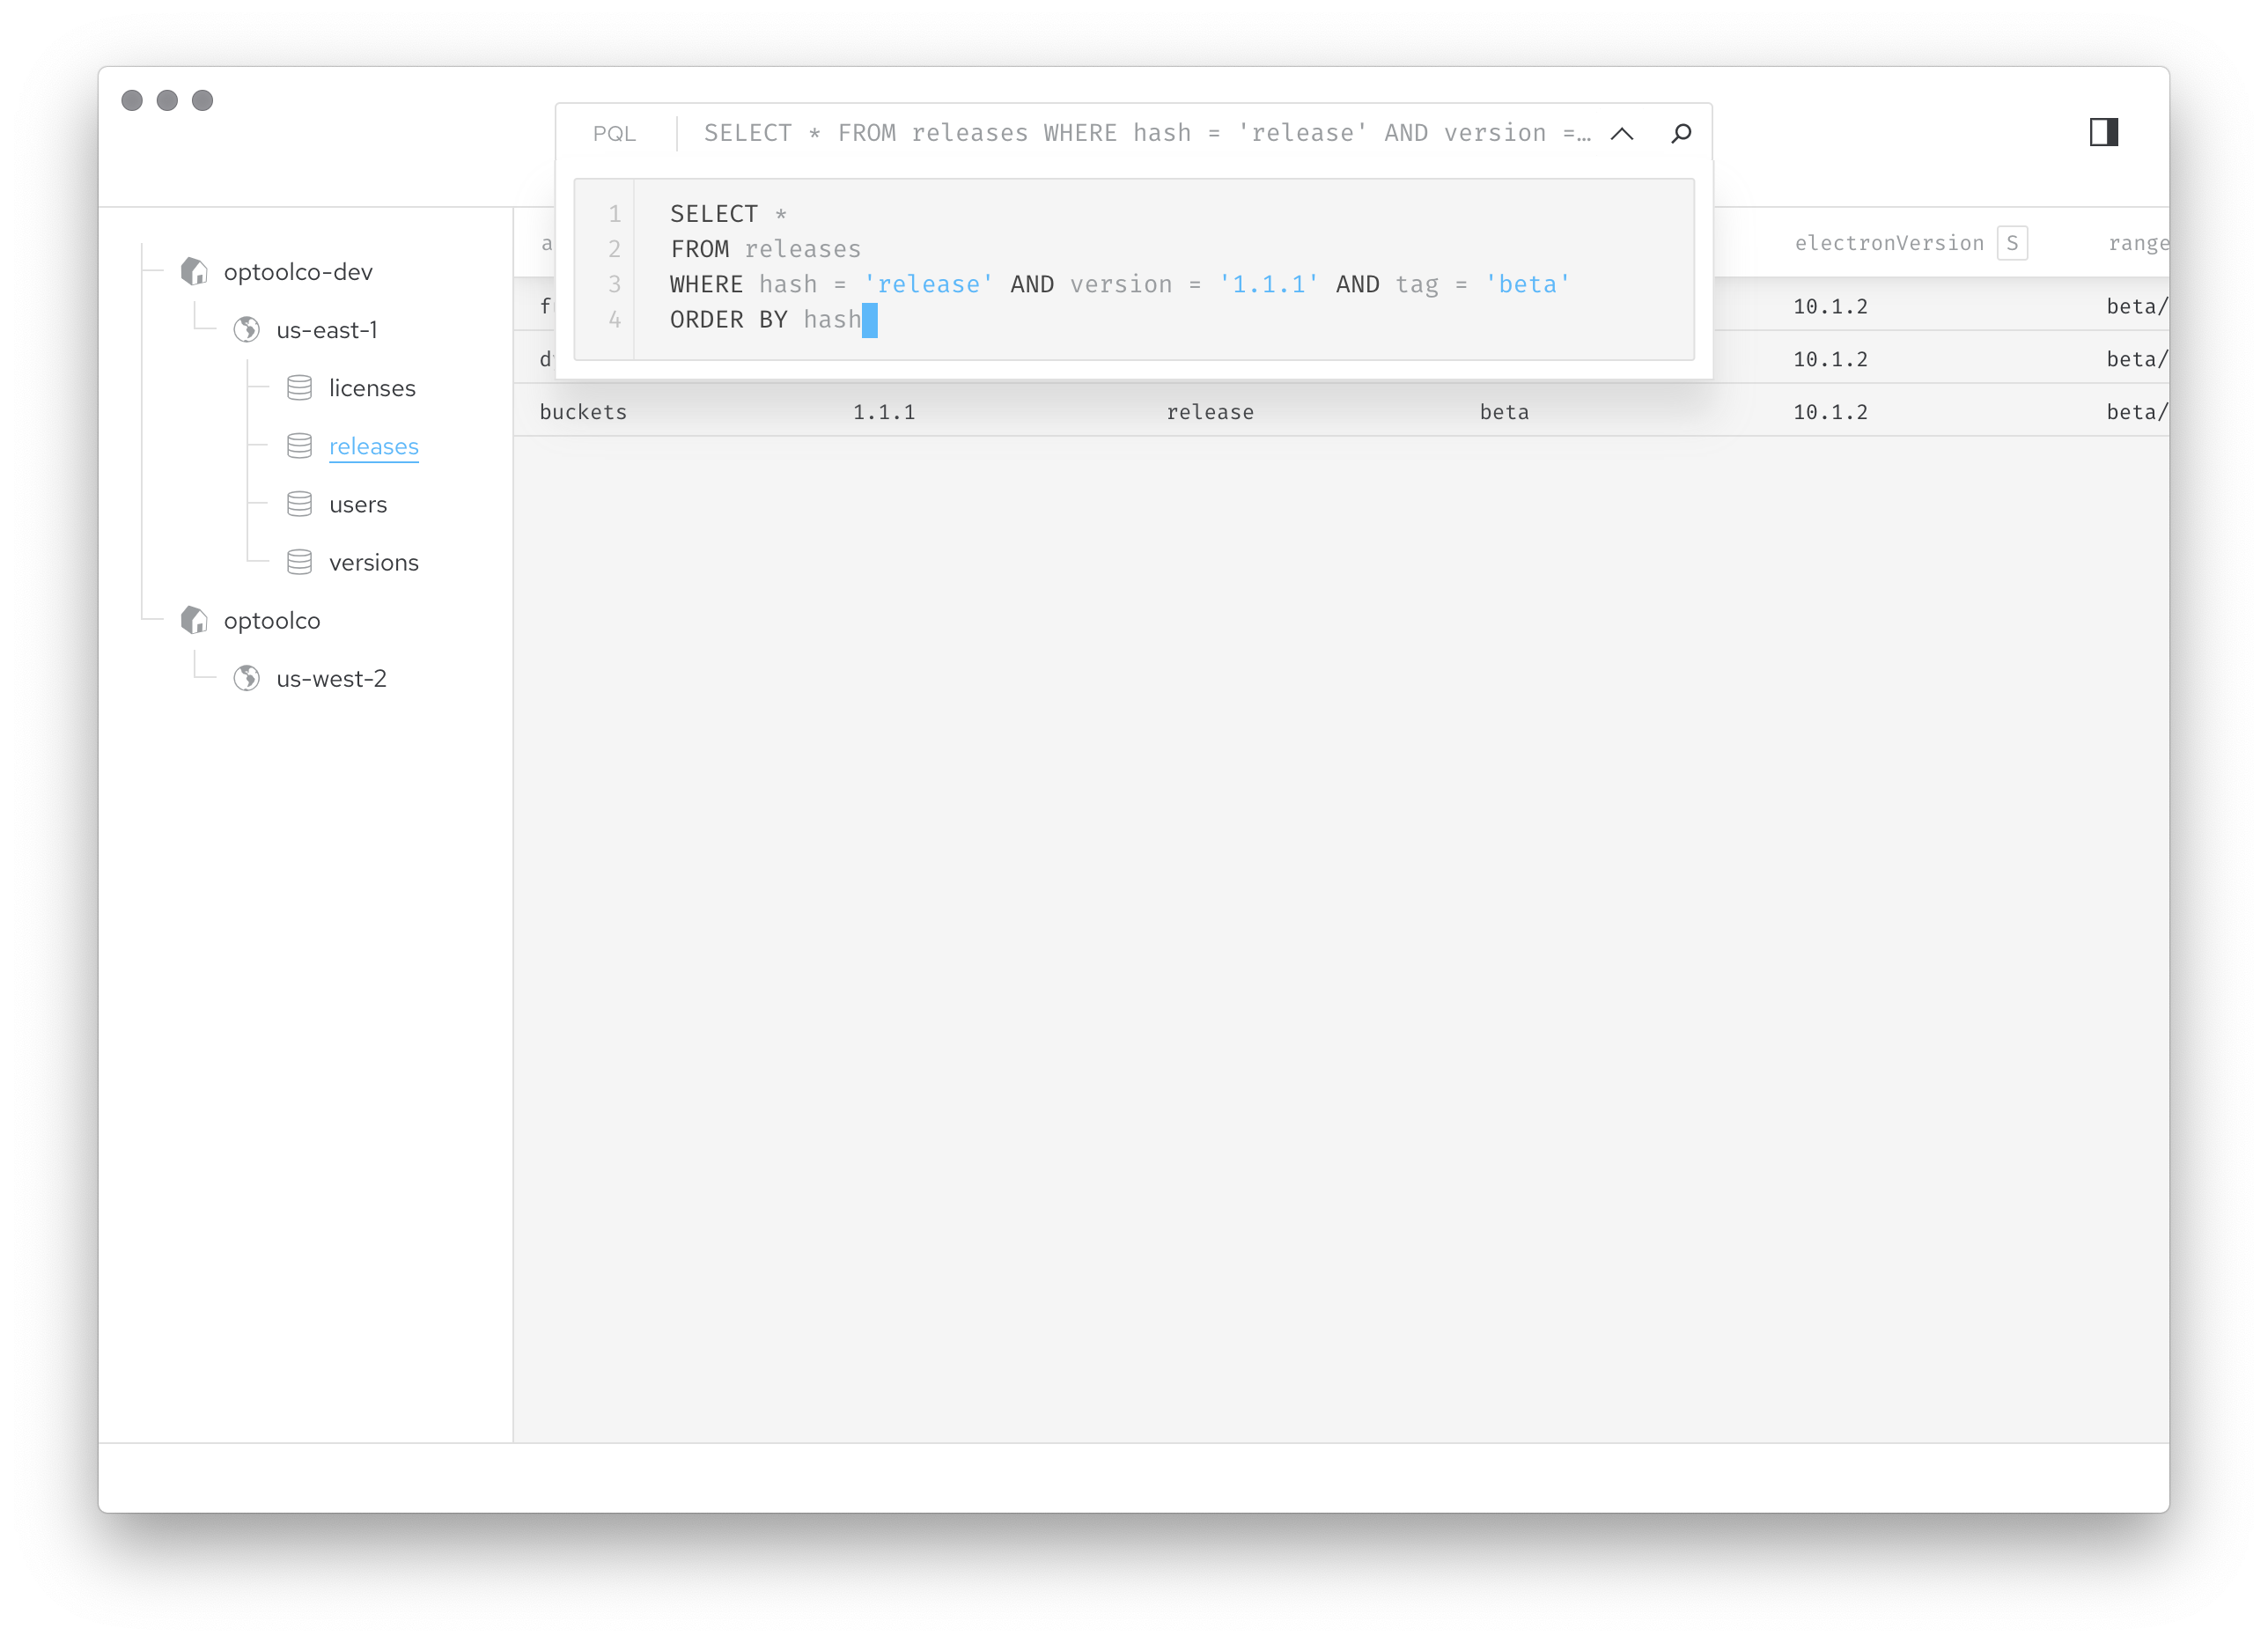 PQL SELECT * FROM releases WHERE hash = 'release' AND version =…
1 SELECT *
2 FROM releases
3 WHERE hash = 'release' AND version = '1.1.1' AND tag = 'beta'
4 ORDER BY hash
optoolco-dev
us-east-1
licenses
releases
users
versions
optoolco
us-west-2
electronVersion S range
10.1.2 beta/
10.1.2 beta/
buckets 1.1.1 release beta 10.1.2 beta/